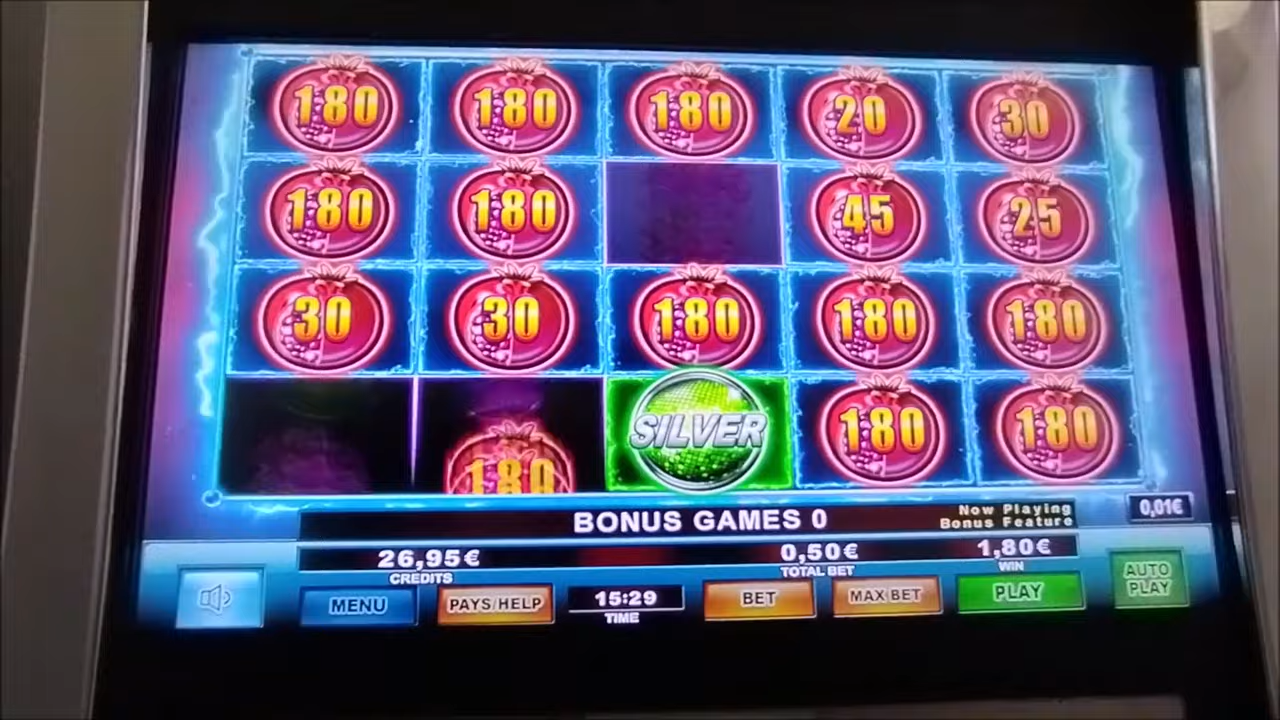 180 180 180 20 30
180 180 45 25
30 30 180 180 180
180 SILVER 180 180
BONUS GAMES 0
Now Playing
Bonus Feature
0,01€
26,95€ 0,50€ 1,80€
CREDITS TOTAL BET WIN
MENU PAYS/HELP 15:29 BET MAX BET PLAY AUTO
PLAY
TIME